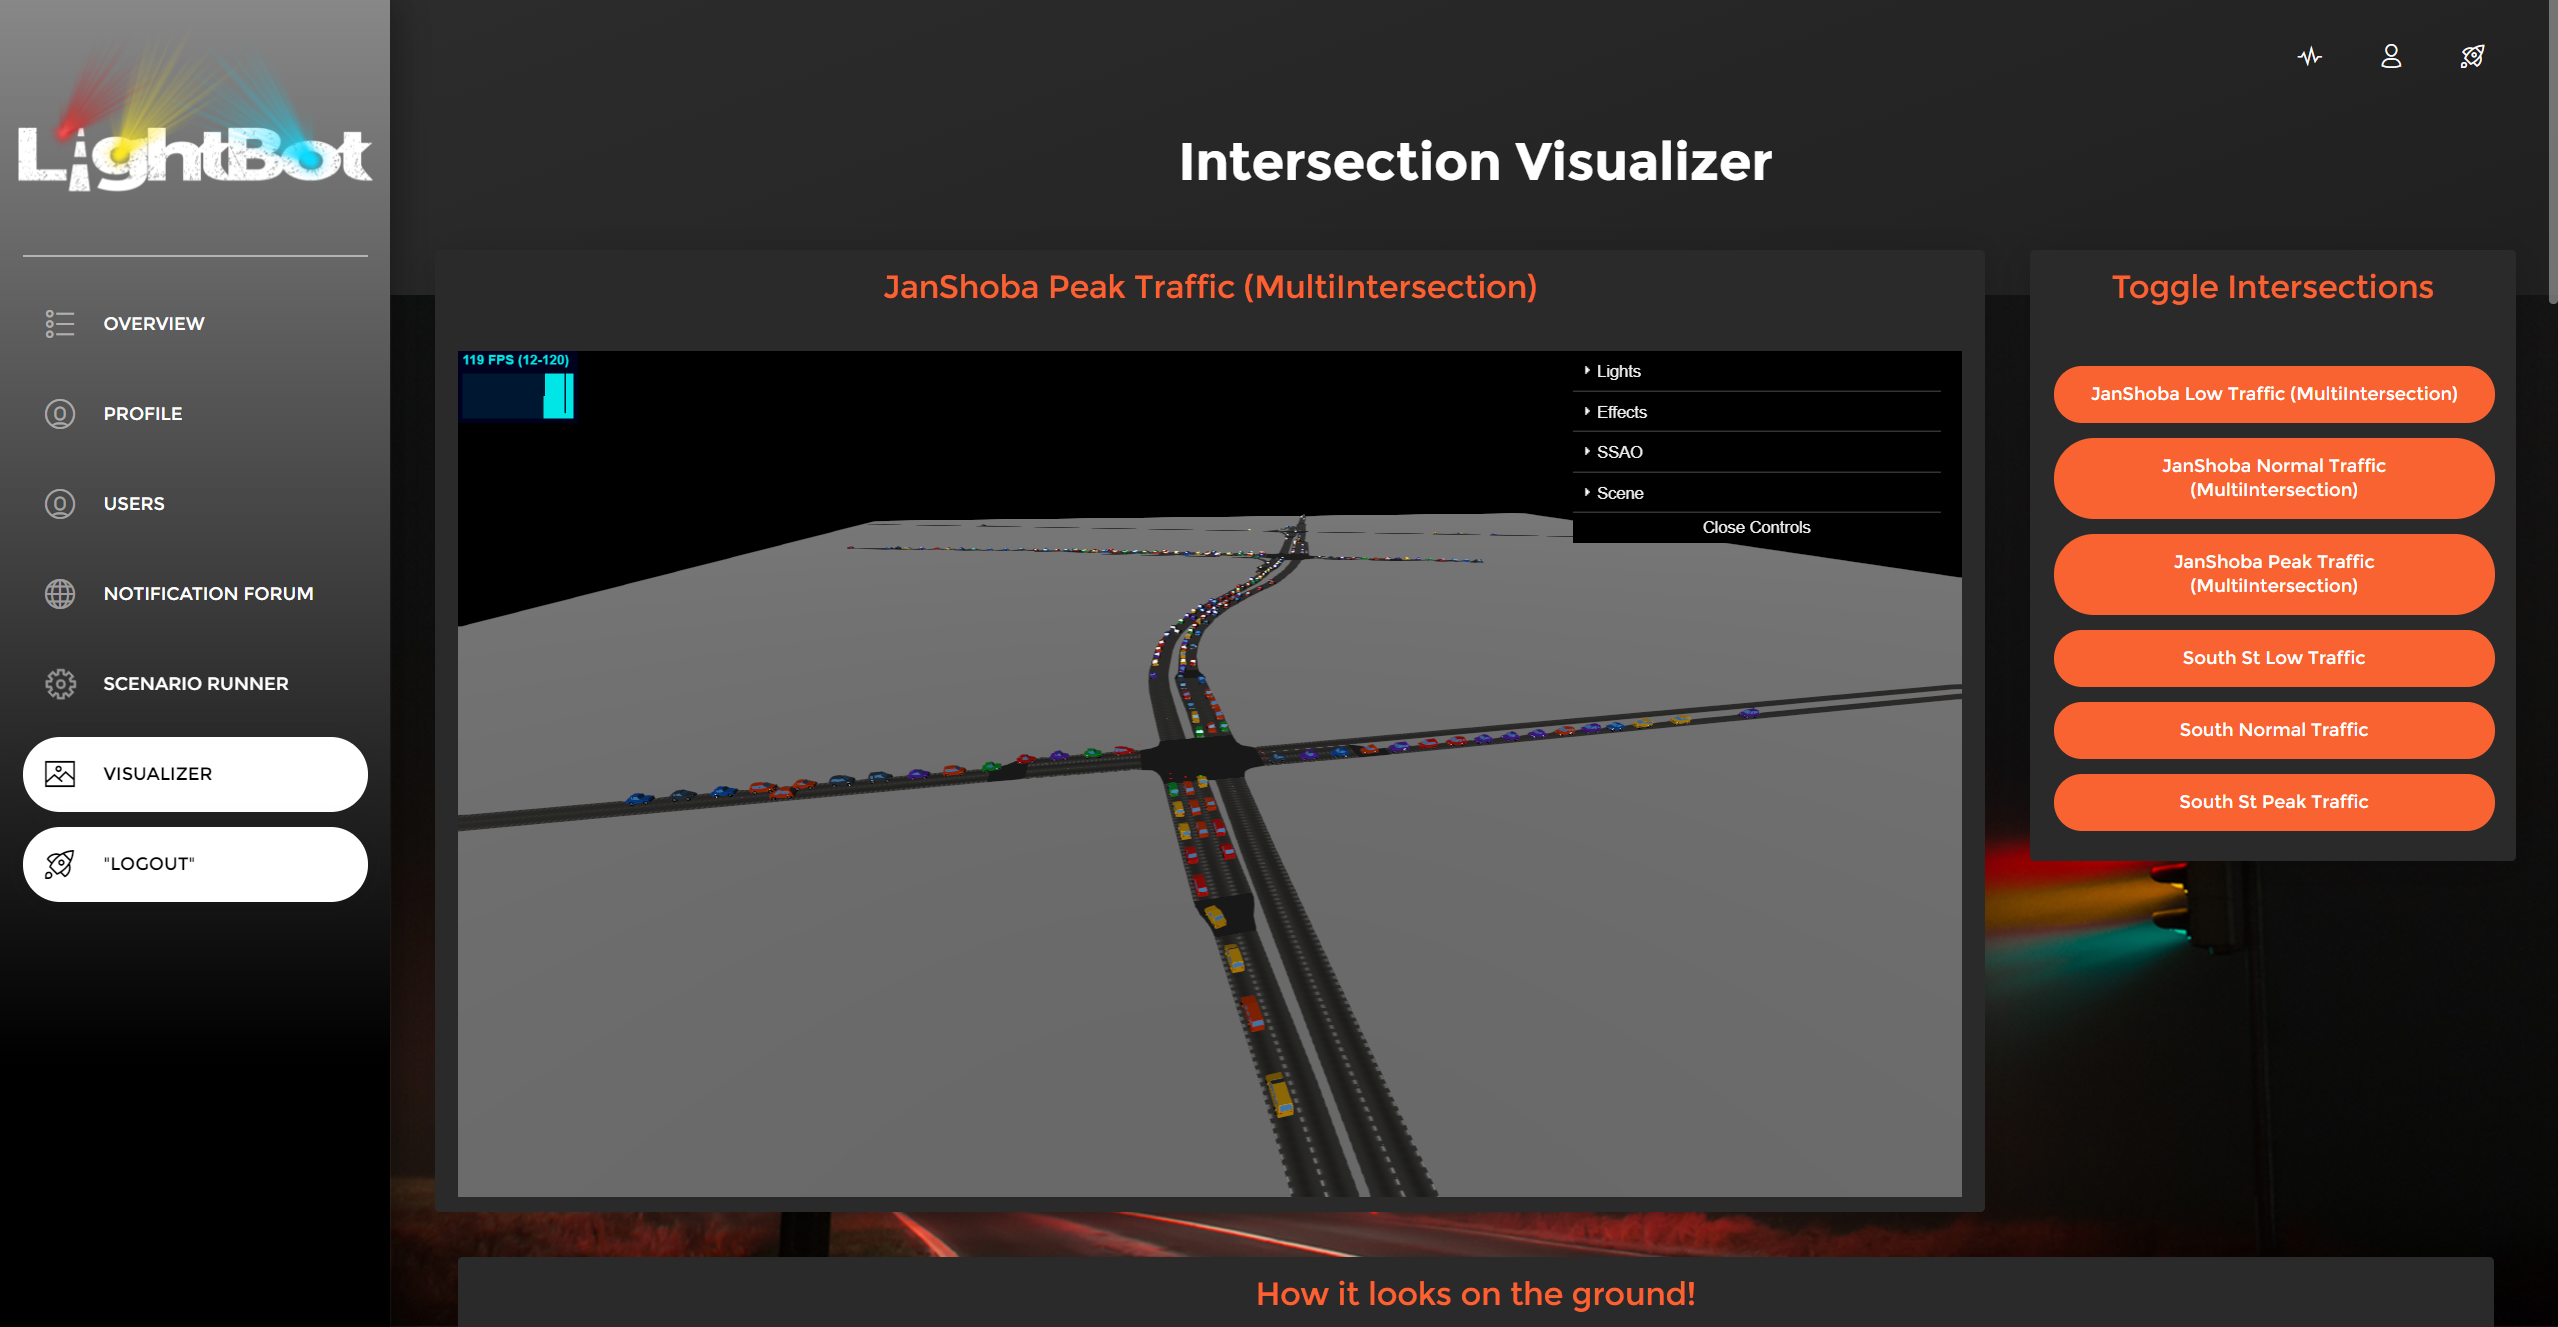 LightBot
OVERVIEW
PROFILE
USERS
NOTIFICATION FORUM
SCENARIO RUNNER
VISUALIZER
"LOGOUT"
Intersection Visualizer
JanShoba Peak Traffic (MultiIntersection)
119 FPS (12-120)
Lights
Effects
SSAO
Scene
Close Controls
Toggle Intersections
JanShoba Low Traffic (MultiIntersection)
JanShoba Normal Traffic
(MultiIntersection)
JanShoba Peak Traffic
(MultiIntersection)
South St Low Traffic
South Normal Traffic
South St Peak Traffic
How it looks on the ground!